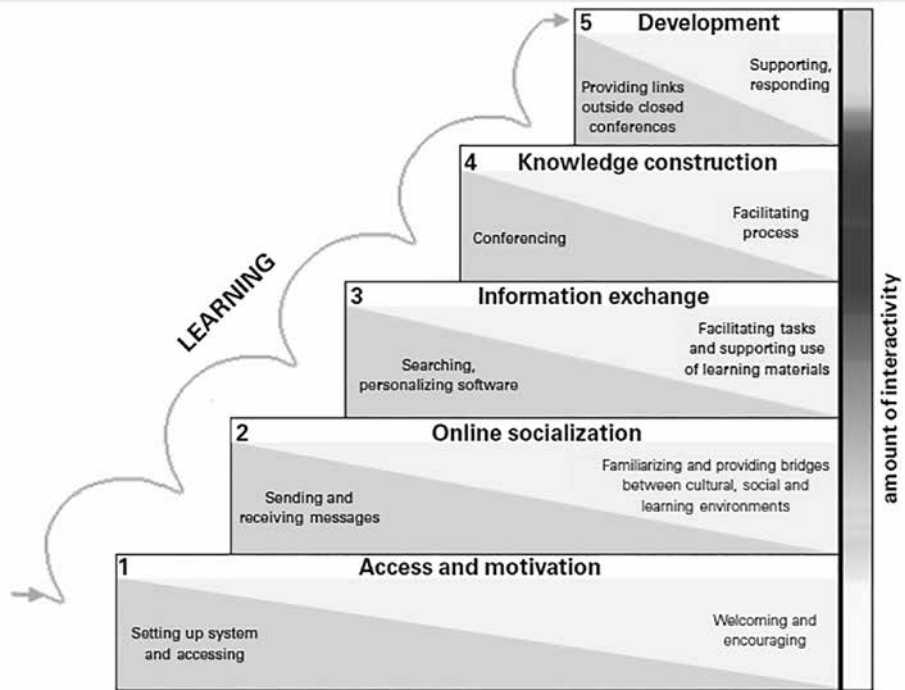 5 Development
Supporting,
responding
Providing links
outside closed
conferences
4 Knowledge construction
Facilitating
process
Conferencing
LEARNING
3 Information exchange
Facilitating tasks
and supporting use
of learning materials
Searching,
personalizing software
2 Online socialization
Familiarizing and providing bridges
between cultural, social and
learning environments
Sending and
receiving messages
1 Access and motivation
Welcoming and
encouraging
Setting up system
and accessing
amount of interactivity